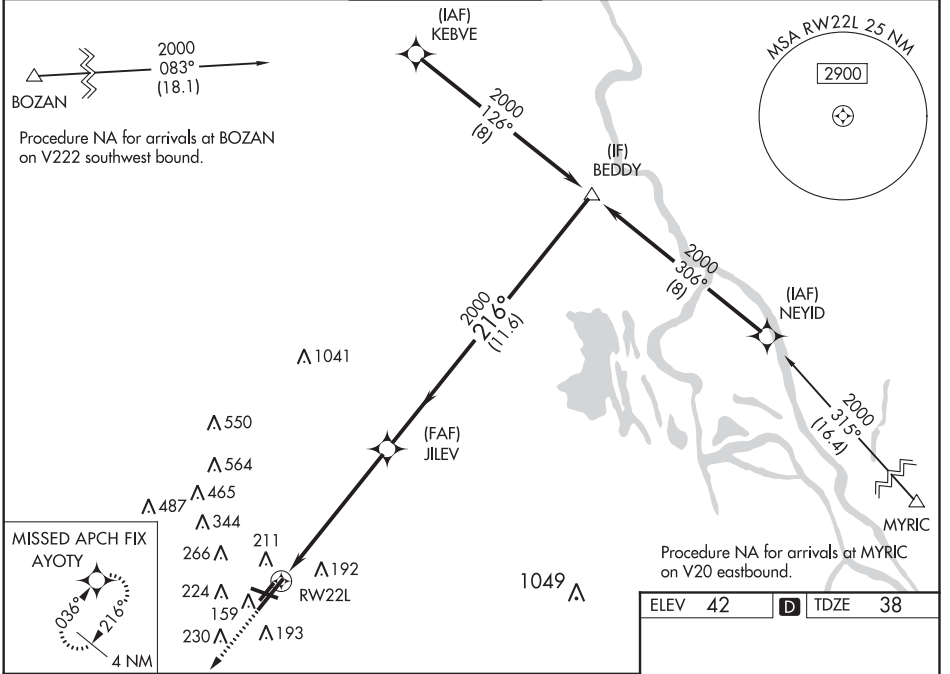 2000
083°
(18.1)
BOZAN
Procedure NA for arrivals at BOZAN
on V222 southwest bound.
(IAF)
KEBVE
2000
126°
(8)
(IF)
BEDDY
MSA RW22L 25 NM
2900
2000
306°
(8)
(IAF)
NEYID
2000
216°
(11.6)
2000
315°
(16.4)
MYRIC
Procedure NA for arrivals at MYRIC
on V20 eastbound.
(FAF)
JILEV
1041
550
564
465
487
344
266
211
192
224
159
RW22L
230
193
1049
MISSED APCH FIX
AYOTY
036°
216°
4 NM
ELEV 42 D TDZE 38